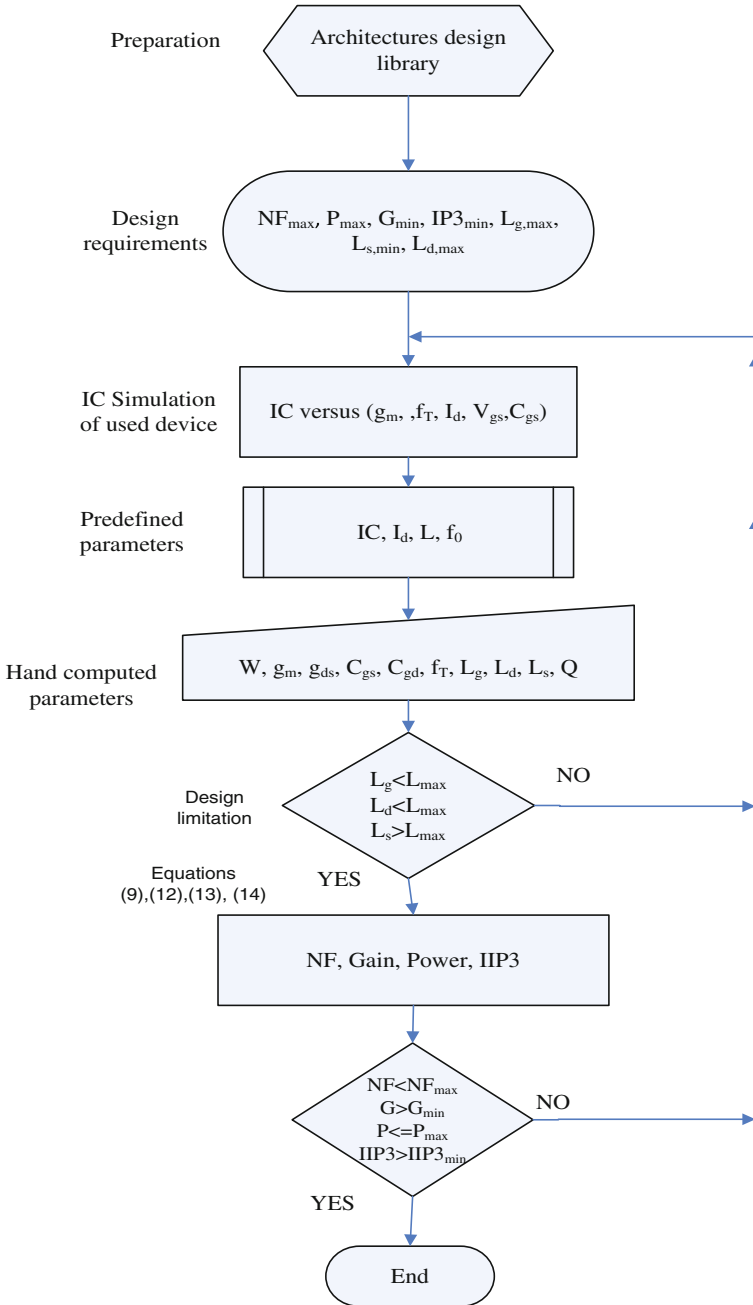 Preparation
Architectures design
library
Design
requirements
NFmax, Pmax, Gmin, IP3min, Lg,max,
Ls,min, Ld,max
IC Simulation
of used device
IC versus (gm, ,fT, Id, Vgs,Cgs)
Predefined
parameters
IC, Id, L, f0
Hand computed
parameters
W, gm, gds, Cgs, Cgd, fT, Lg, Ld, Ls, Q
Design
limitation
Lg<Lmax
Ld<Lmax
Ls>Lmax
NO
Equations
(9),(12),(13), (14)
YES
NF, Gain, Power, IIP3
NF<NFmax
G>Gmin
P<=Pmax
IIP3>IIP3min
NO
YES
End